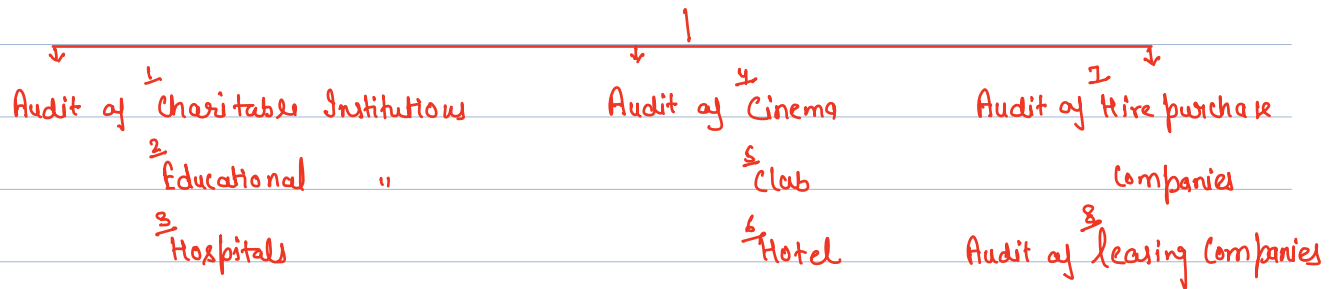 1 4 7
Audit of Charitable Institutions Audit of Cinema Audit of Hire purchase
2 5
Educational " Club Companies
3 6 8
Hospitals Hotel Audit of leasing Companies